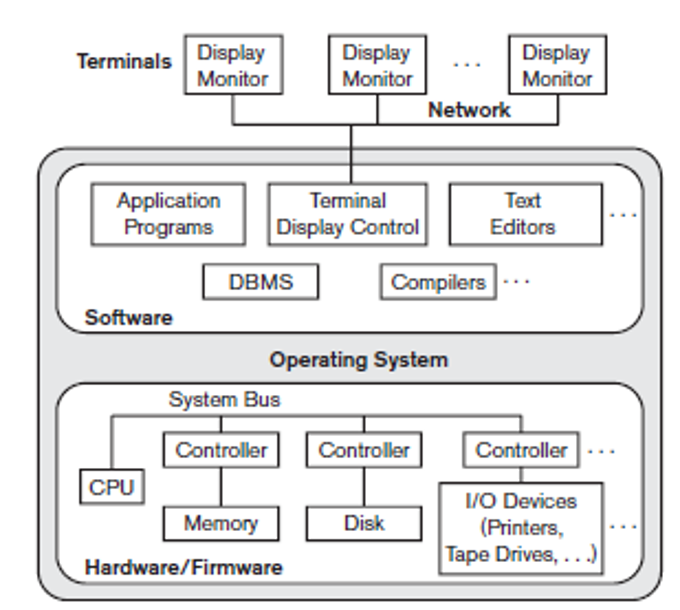 Terminals
Display
Monitor
Display
Monitor
. . .
Display
Monitor
Network
Application
Programs
Terminal
Display Control
Text
Editors
. . .
DBMS
Compilers
. . .
Software
Operating System
System Bus
Controller
Controller
Controller
. . .
CPU
Memory
Disk
I/O Devices
(Printers,
Tape Drives, . . .)
. . .
Hardware/Firmware